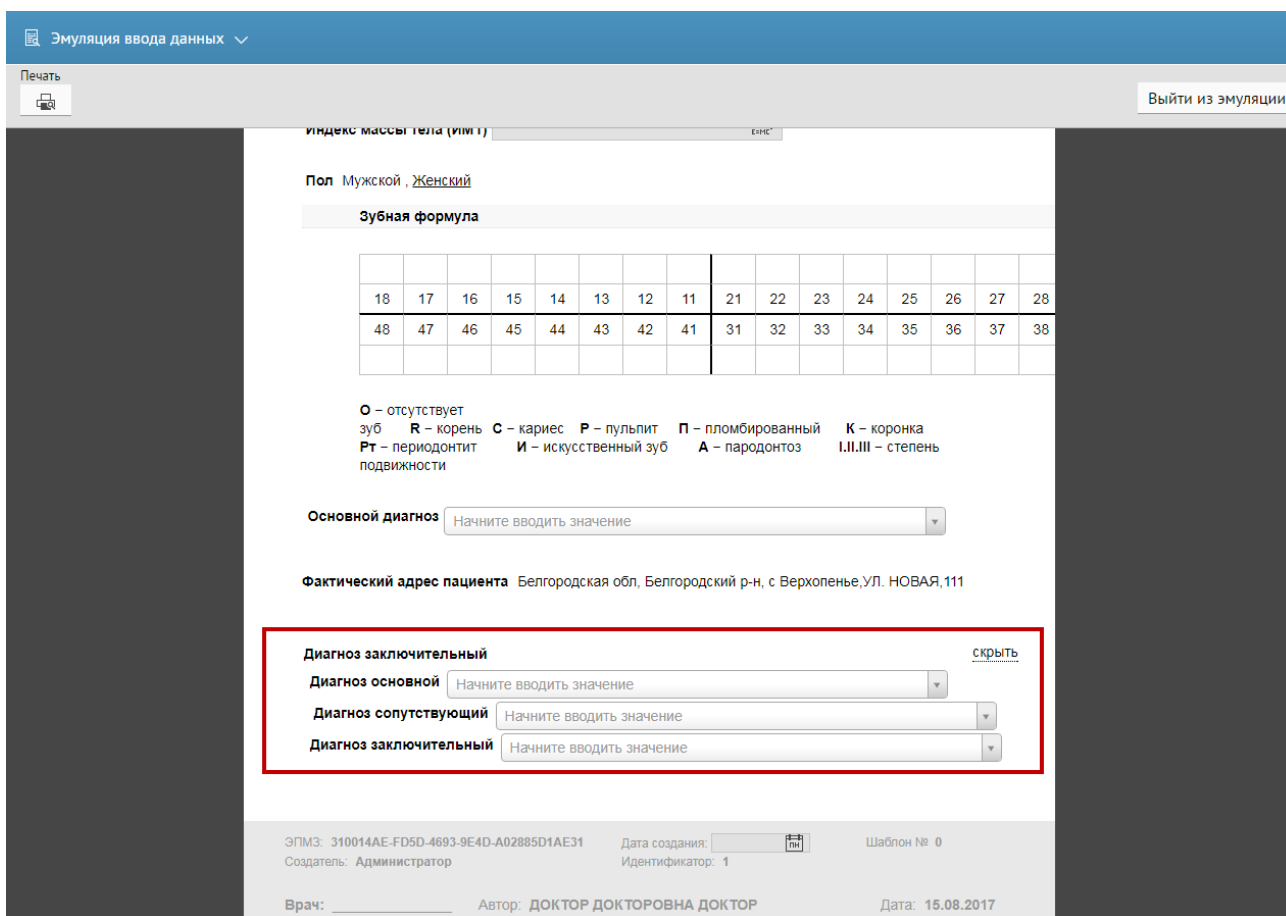 Эмуляция ввода данных
Печать
Выйти из эмуляции
Индекс массы тела (ИМТ) E=MC²
Пол Мужской , Женский
Зубная формула
18 17 16 15 14 13 12 11 21 22 23 24 25 26 27 28
48 47 46 45 44 43 42 41 31 32 33 34 35 36 37 38
О – отсутствует
зуб R – корень С – кариес Р – пульпит П – пломбированный К – коронка
Рт – периодонтит И – искусственный зуб А – пародонтоз I.II.III – степень
подвижности
Основной диагноз Начните вводить значение
Фактический адрес пациента Белгородская обл, Белгородский р-н, с Верхопенье,УЛ. НОВАЯ,111
Диагноз заключительный скрыть
Диагноз основной Начните вводить значение
Диагноз сопутствующий Начните вводить значение
Диагноз заключительный Начните вводить значение
ЭПМЗ: 310014AE-FD5D-4693-9E4D-A02885D1AE31 Дата создания: ПН Шаблон № 0
Создатель: Администратор Идентификатор: 1
Врач: Автор: ДОКТОР ДОКТОРОВНА ДОКТОР Дата: 15.08.2017